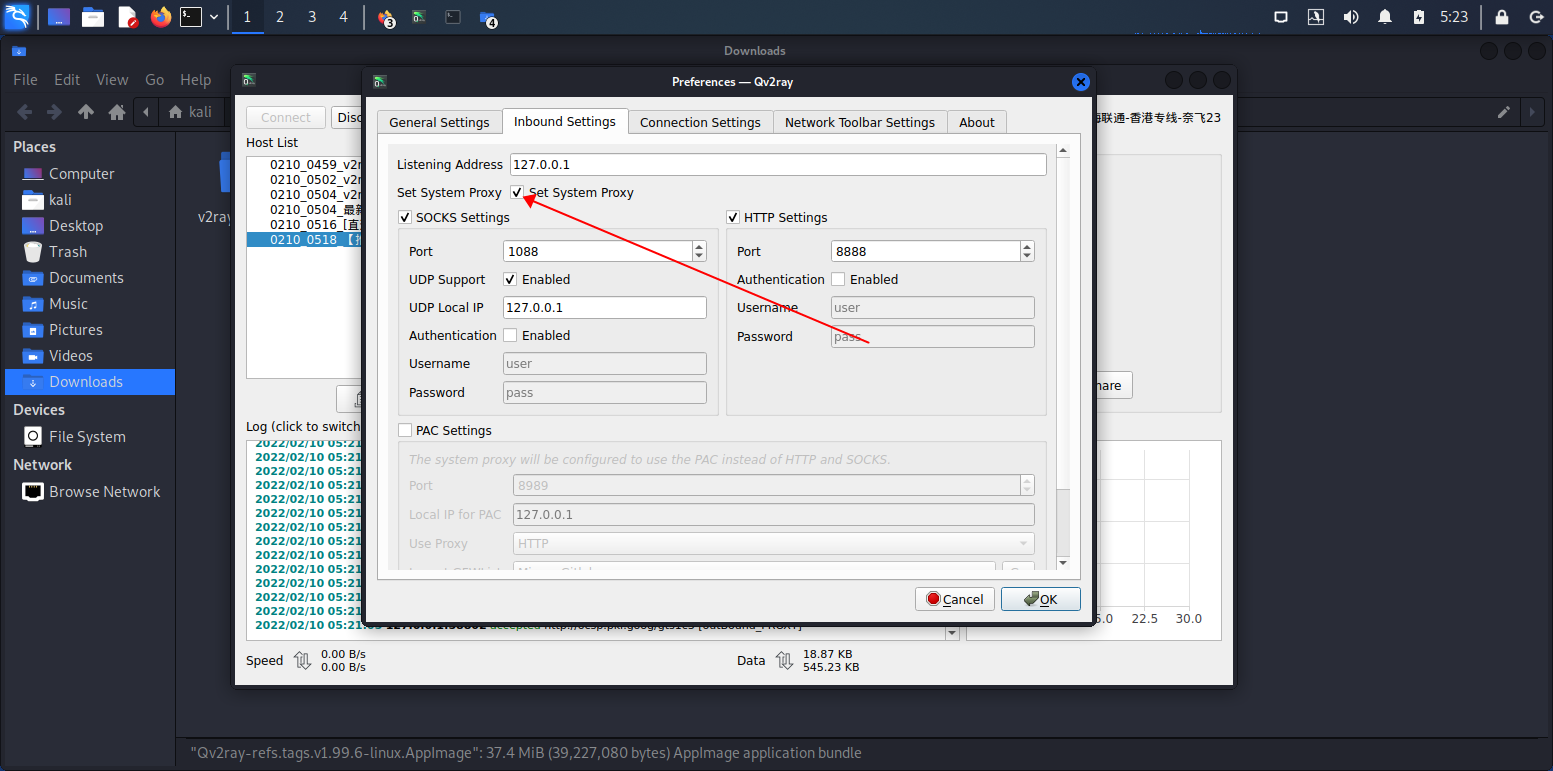 1 2 3 4 3 4 5:23
Downloads
File Edit View Go Help
kali
Places
Computer
kali
Desktop
Trash
Documents
Music
Pictures
Videos
Downloads
Devices
File System
Network
Browse Network
v2ray
Connect
Host List
0210_0459_v2r
0210_0502_v2r
0210_0504_v2r
0210_0504_最新
0210_0516_[直
0210_0518_【推
联通-香港专线-奈飞23
Log (click to switch
2022/02/10 05:21
2022/02/10 05:21
2022/02/10 05:21
2022/02/10 05:21
2022/02/10 05:21
2022/02/10 05:21
2022/02/10 05:21
2022/02/10 05:21
2022/02/10 05:21
2022/02/10 05:21
2022/02/10 05:21
2022/02/10 05:21
2022/02/10 05:21
2022/02/10 05:21
Preferences — Qv2ray
General Settings Inbound Settings Connection Settings Network Toolbar Settings About
Listening Address 127.0.0.1
Set System Proxy Set System Proxy
SOCKS Settings
Port 1088
UDP Support Enabled
UDP Local IP 127.0.0.1
Authentication Enabled
Username user
Password pass
HTTP Settings
Port 8888
Authentication Enabled
Username user
Password pass
PAC Settings
The system proxy will be configured to use the PAC instead of HTTP and SOCKS.
Port 8989
Local IP for PAC 127.0.0.1
Use Proxy HTTP
Cancel OK
22.5 30.0
Speed 0.00 B/s
0.00 B/s
Data 18.87 KB
545.23 KB
"Qv2ray-refs.tags.v1.99.6-linux.AppImage": 37.4 MiB (39,227,080 bytes) AppImage application bundle